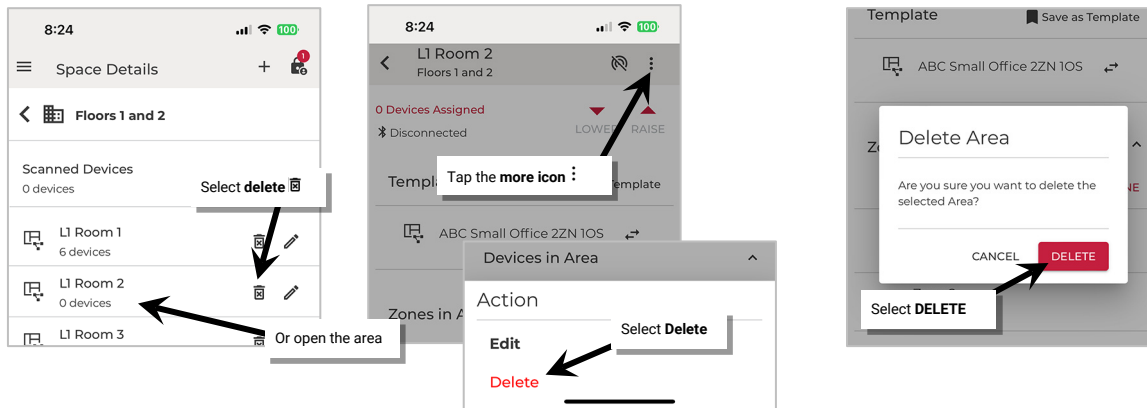 8:24
100
Space Details
+
1
Floors 1 and 2
Scanned Devices
0 devices
Select delete
L1 Room 1
6 devices
L1 Room 2
0 devices
L1 Room 3
Or open the area
8:24
100
L1 Room 2
Floors 1 and 2
0 Devices Assigned
Disconnected
LOWER
RAISE
Tap the more icon
Templ
emplate
ABC Small Office 2ZN 1OS
Zones in A
Devices in Area
Action
Select Delete
Edit
Delete
Template
Save as Template
ABC Small Office 2ZN 1OS
Z
NE
Delete Area
Are you sure you want to delete the
selected Area?
CANCEL
DELETE
Select DELETE